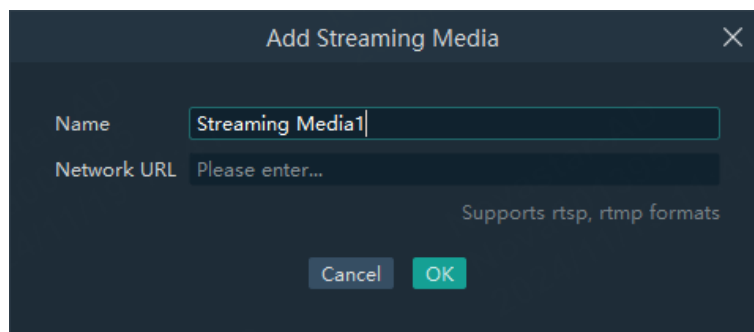 Add Streaming Media
Name Streaming Media1
Network URL Please enter...
Supports rtsp, rtmp formats
Cancel OK